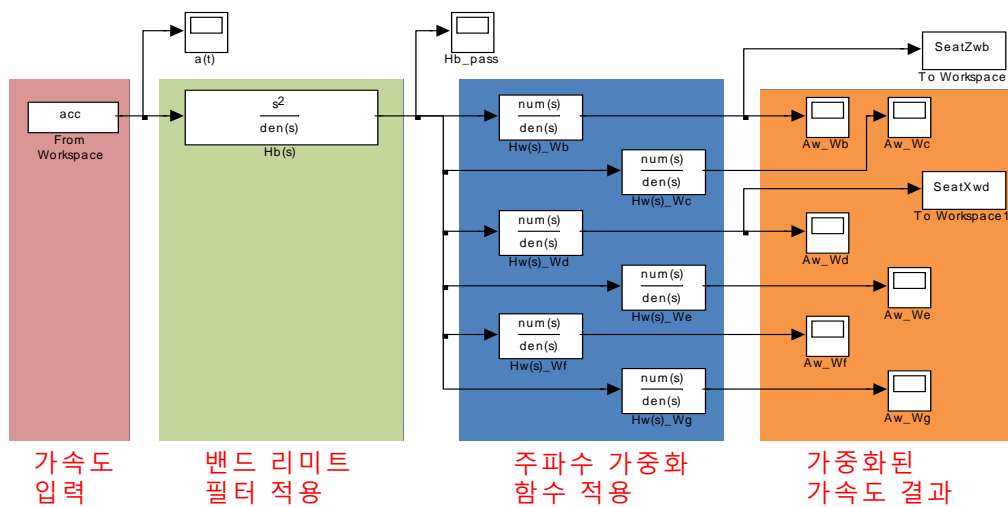 a(t)
Hb_pass
SeatZwb
To Workspace
acc
From
Workspace
s2
den(s)
Hb(s)
num(s)
den(s)
Hw(s)_Wb
Aw_Wb
Aw_Wc
num(s)
den(s)
Hw(s)_Wc
SeatXwd
To Workspace1
num(s)
den(s)
Hw(s)_Wd
Aw_Wd
num(s)
den(s)
Hw(s)_We
Aw_We
num(s)
den(s)
Hw(s)_Wf
Aw_Wf
num(s)
den(s)
Hw(s)_Wg
Aw_Wg
가속도
입력
밴드 리미트
필터 적용
주파수 가중화
함수 적용
가중화된
가속도 결과